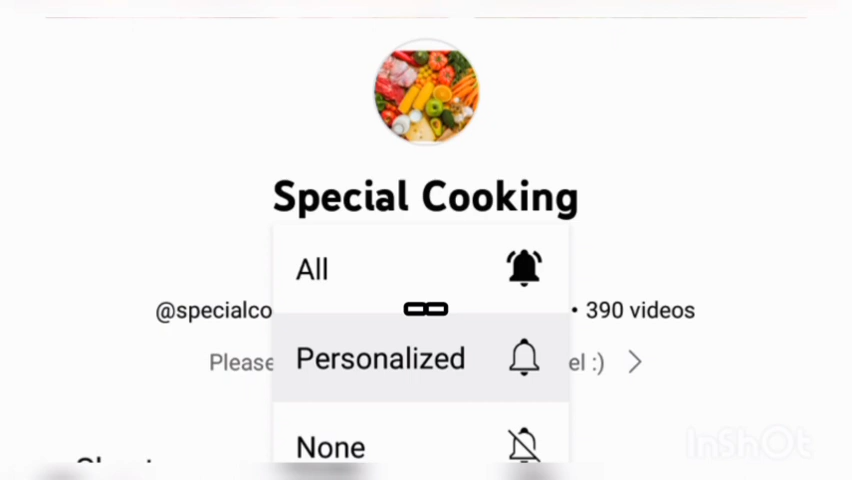 Special Cooking
All
@specialco • 390 videos
Personalized
Please el :)
None
InShOt